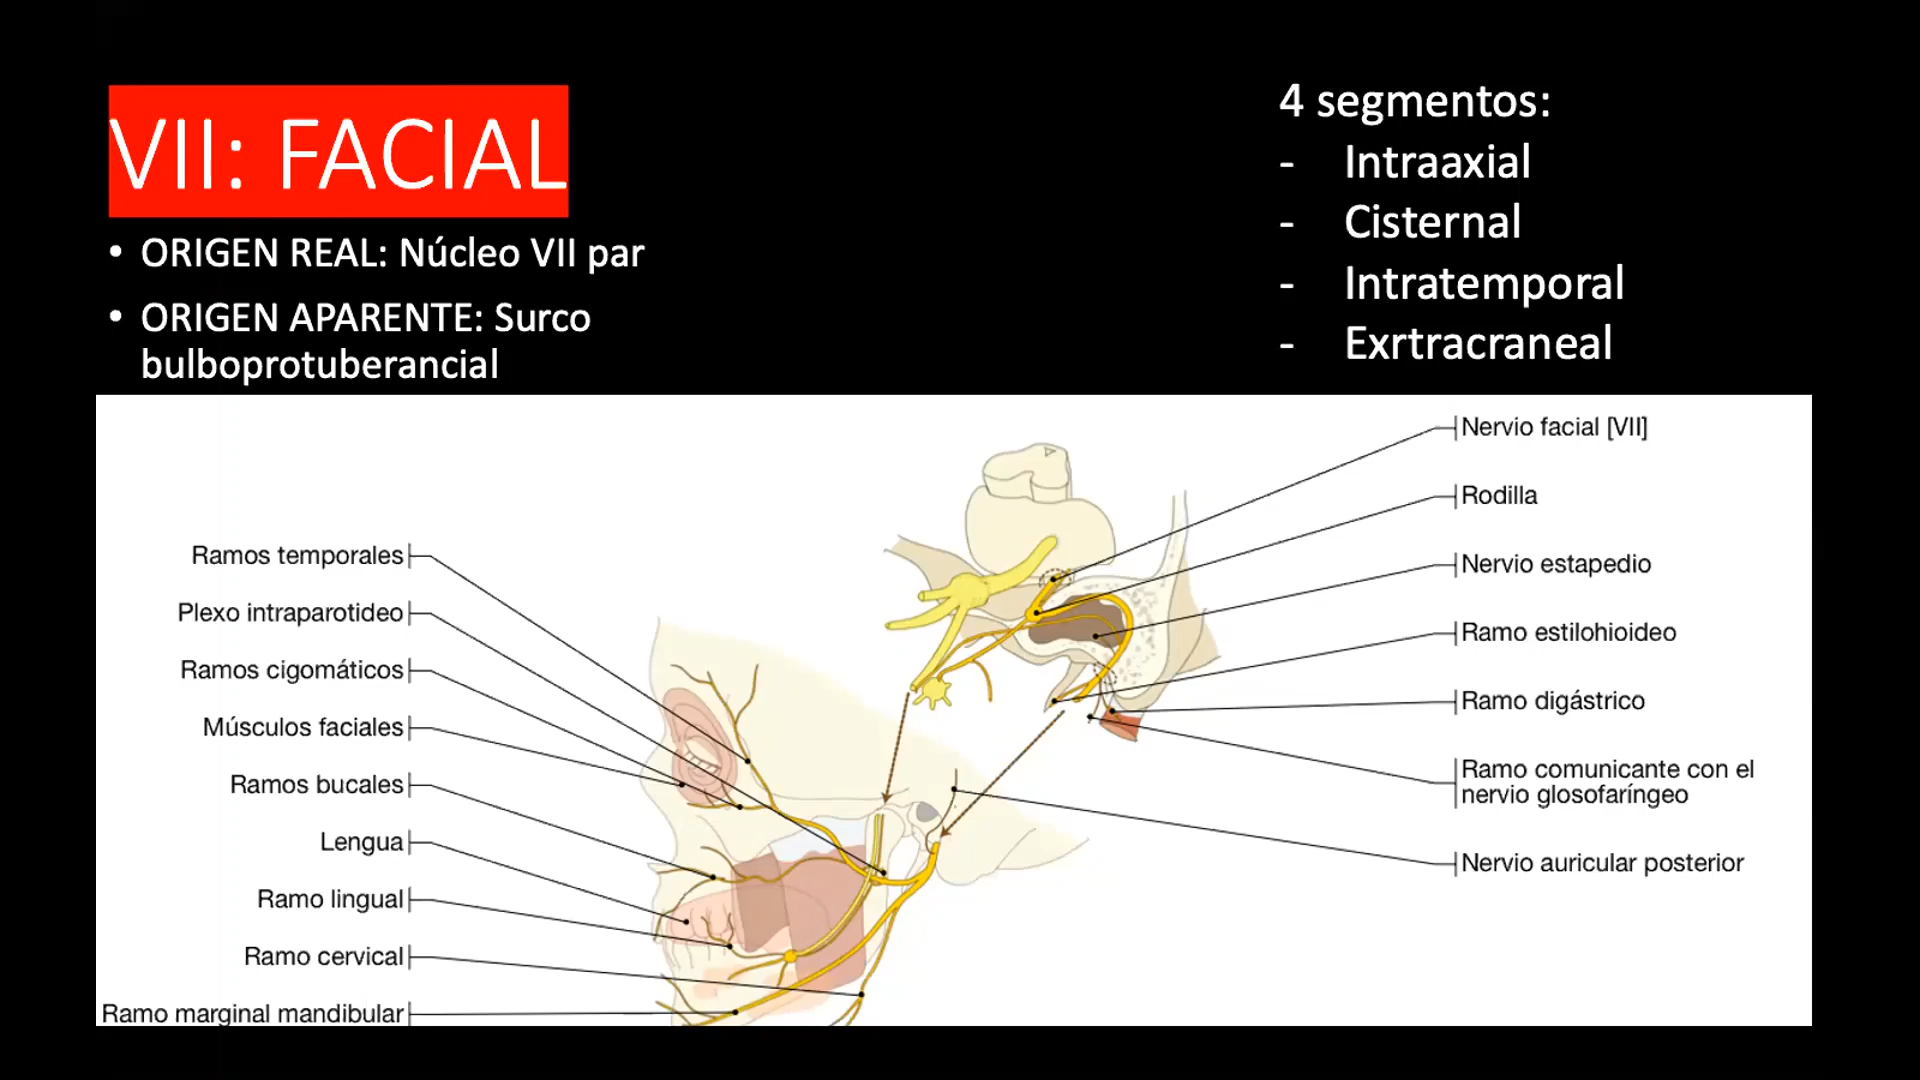 VII: FACIAL
• ORIGEN REAL: Núcleo VII par
• ORIGEN APARENTE: Surco
bulboprotuberancial
4 segmentos:
- Intraaxial
- Cisternal
- Intratemporal
- Exrtracraneal
Ramos temporales
Plexo intraparotideo
Ramos cigomáticos
Músculos faciales
Ramos bucales
Lengua
Ramo lingual
Ramo cervical
Ramo marginal mandibular
Nervio facial [VII]
Rodilla
Nervio estapedio
Ramo estilohioideo
Ramo digástrico
Ramo comunicante con el
nervio glosofaríngeo
Nervio auricular posterior